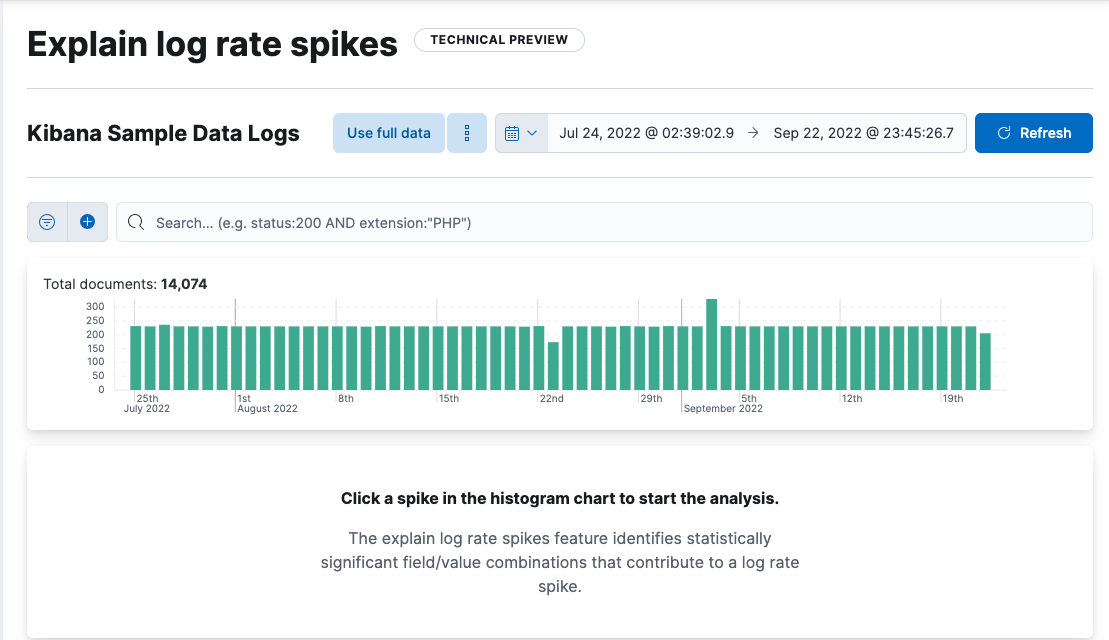 Explain log rate spikes TECHNICAL PREVIEW
Kibana Sample Data Logs Use full data Jul 24, 2022 @ 02:39:02.9 → Sep 22, 2022 @ 23:45:26.7 Refresh
Search... (e.g. status:200 AND extension:"PHP")
Total documents: 14,074
300
250
200
150
100
50
0
25th 1st 8th 15th 22nd 29th 5th 12th 19th
July 2022 August 2022 September 2022
Click a spike in the histogram chart to start the analysis.
The explain log rate spikes feature identifies statistically
significant field/value combinations that contribute to a log rate
spike.